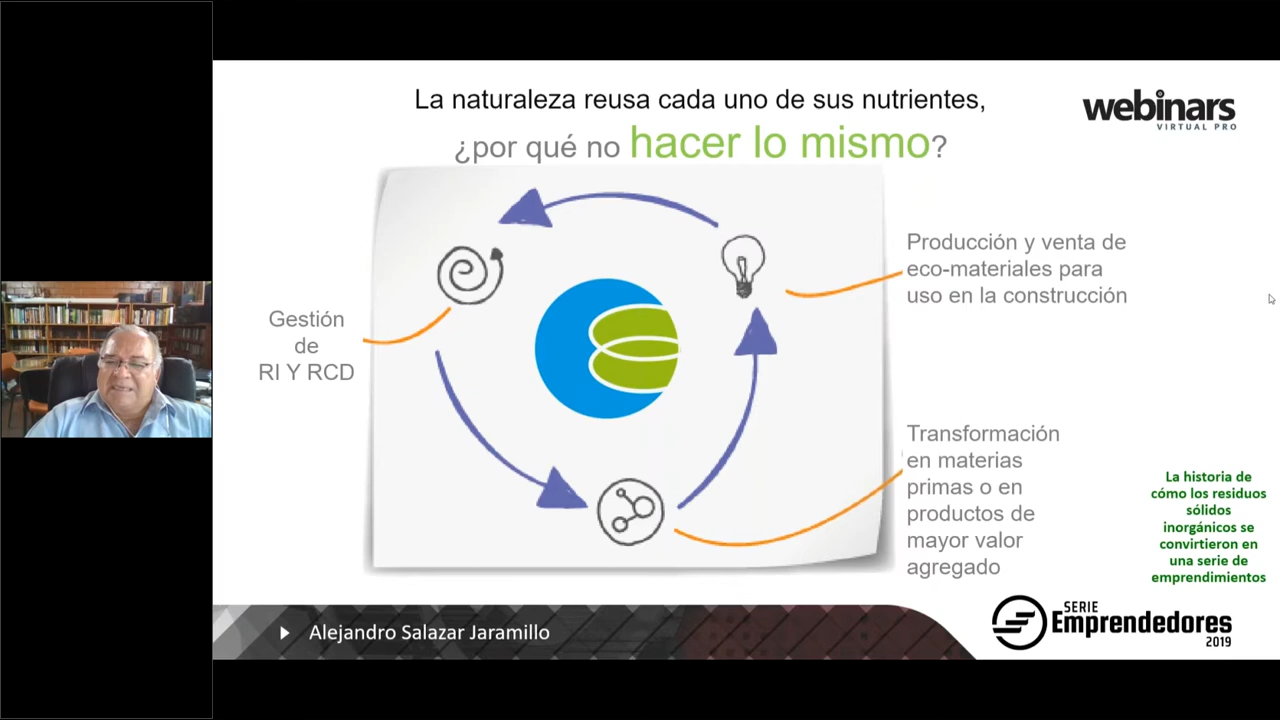 La naturaleza reusa cada uno de sus nutrientes,
¿por qué no hacer lo mismo?
webinars
VIRTUAL PRO
Producción y venta de
eco-materiales para
uso en la construcción
Gestión
de
RI Y RCD
Transformación
en materias
primas o en
productos de
mayor valor
agregado
La historia de
cómo los residuos
sólidos
inorgánicos se
convirtieron en
una serie de
emprendimientos
Alejandro Salazar Jaramillo
SERIE
Emprendedores
2019